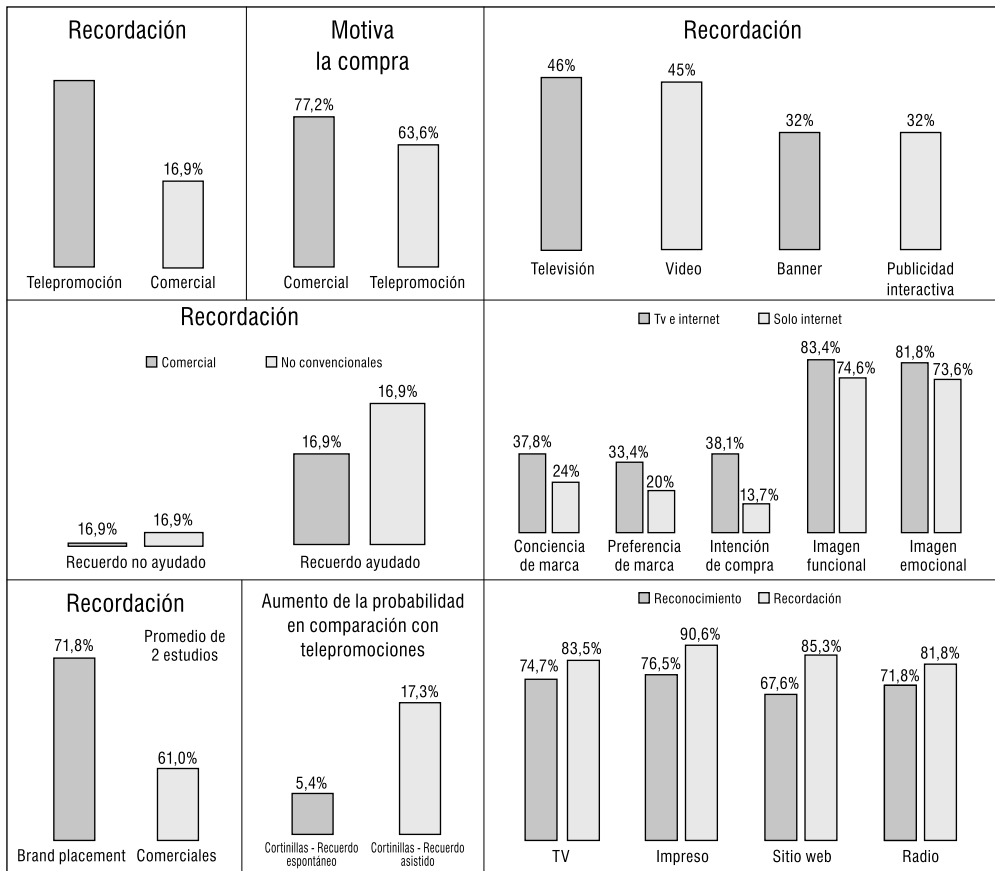 Recordación
16,9%
Telepromoción
Comercial
Motiva
la compra
77,2%
63,6%
Comercial
Telepromoción
Recordación
46%
45%
32%
32%
Televisión
Video
Banner
Publicidad
interactiva
Recordación
Comercial
No convencionales
16,9%
16,9%
16,9%
16,9%
Recuerdo no ayudado
Recuerdo ayudado
Tv e internet
Solo internet
37,8%
24%
33,4%
20%
38,1%
13,7%
83,4%
74,6%
81,8%
73,6%
Conciencia
de marca
Preferencia
de marca
Intención
de compra
Imagen
funcional
Imagen
emocional
Recordación
71,8%
Promedio de
2 estudios
61,0%
Brand placement
Comerciales
Aumento de la probabilidad
en comparación con
telepromociones
5,4%
17,3%
Cortinillas - Recuerdo
espontáneo
Cortinillas - Recuerdo
asistido
Reconocimiento
Recordación
74,7%
83,5%
76,5%
90,6%
67,6%
85,3%
71,8%
81,8%
TV
Impreso
Sitio web
Radio